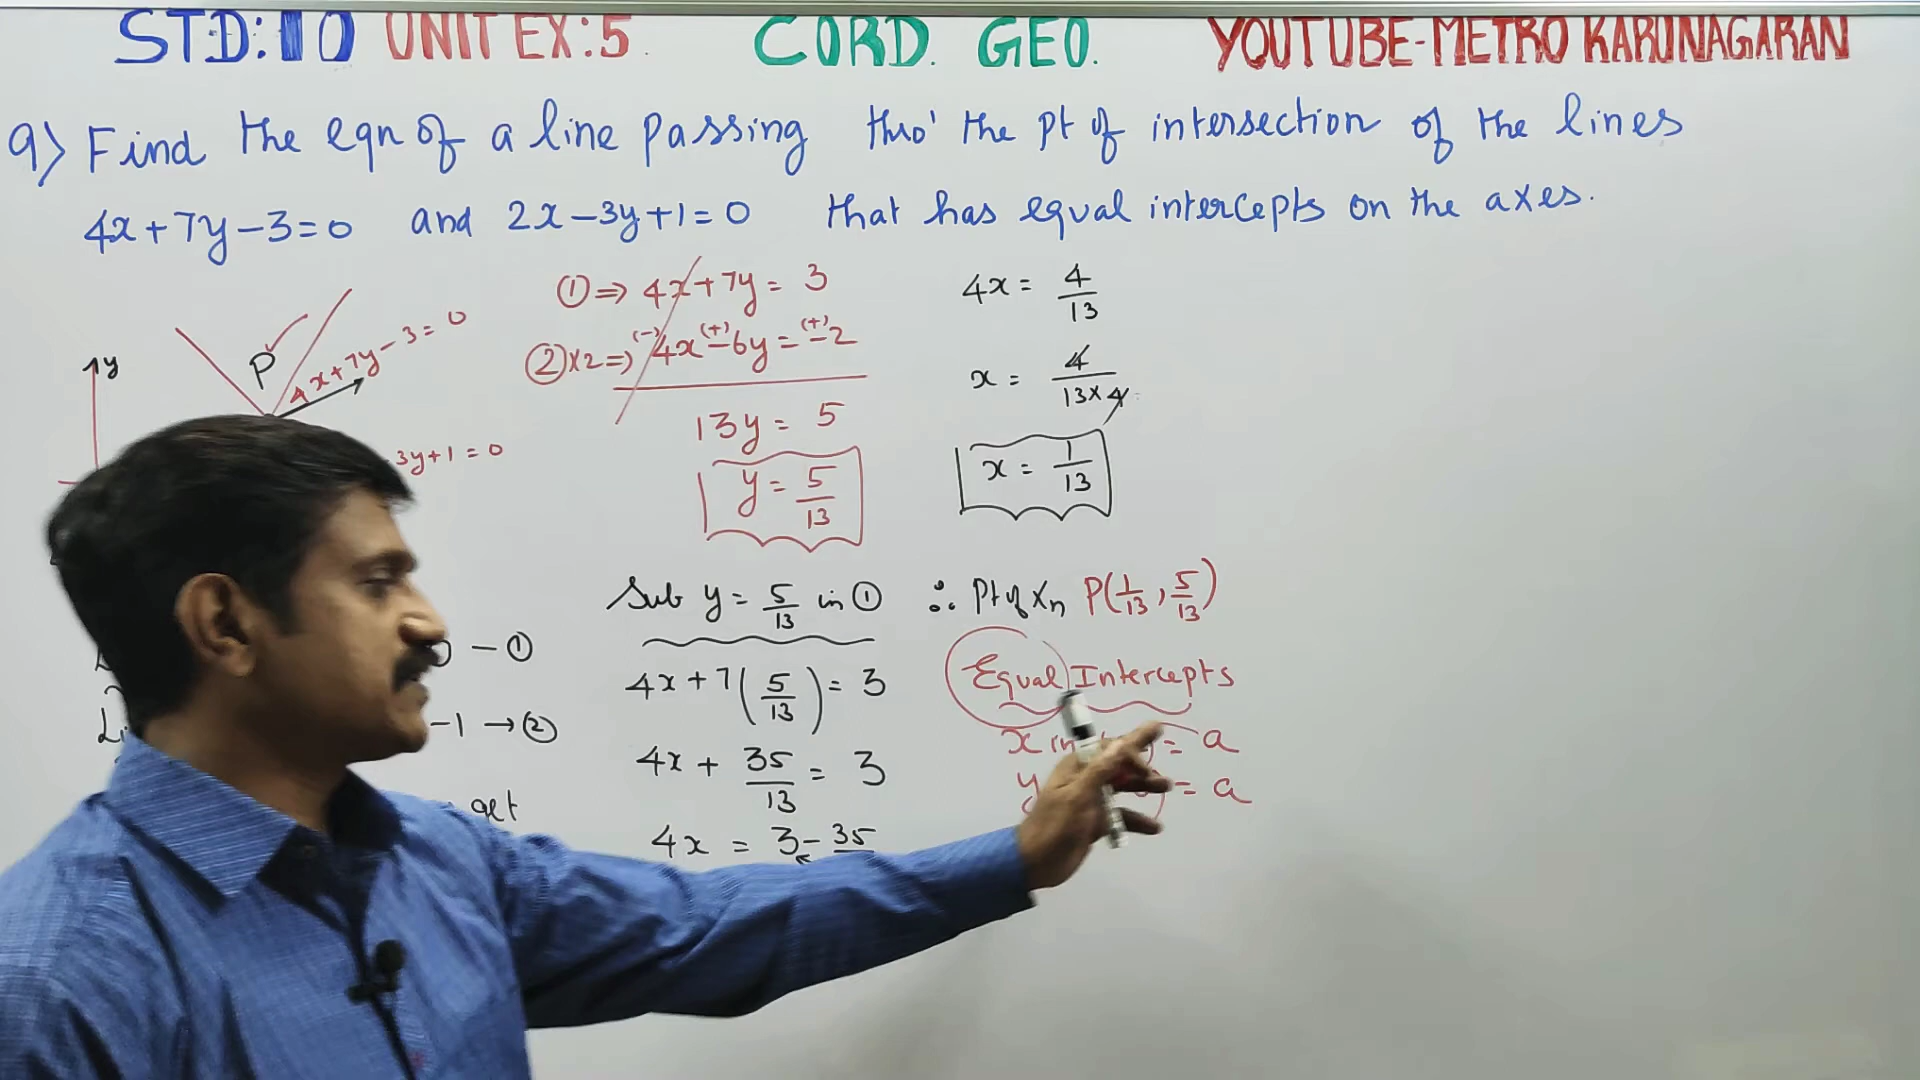 STD:10 UNIT EX:5. CORD. GEO. YOUTUBE-METRO KARUNAGARAN
9) Find the eqn of a line passing thro' the pt of intersection of the lines
4x+7y-3=0 and 2x-3y+1=0 that has equal intercepts on the axes.
y
P
4x+7y-3=0
3y+1=0
-①
-1→②
get
①⇒ 4x+7y=3
②x2⇒ (-)4x(+)-6y=(+)-2
13y=5
y=5/13
Sub y=5/13 in ①
4x+7(5/13)=3
4x+35/13=3
4x=3-35
4x=4/13
x=4/13×4
x=1/13
∴ Pt of Xn P(1/13, 5/13)
Equal Intercepts
x = a
y = a